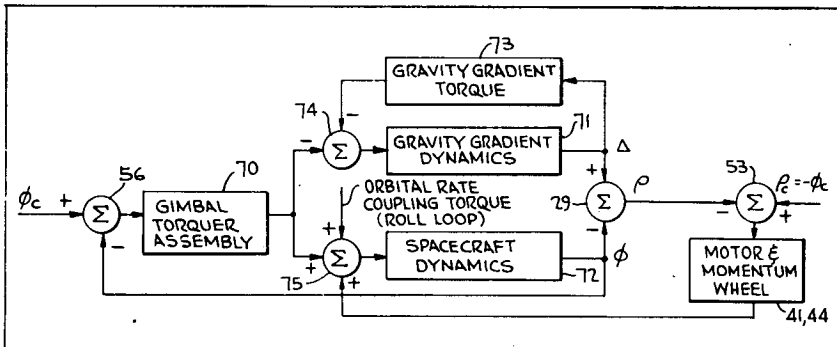 73
GRAVITY GRADIENT
TORQUE
74
−
−
Σ
71
GRAVITY GRADIENT
DYNAMICS
Δ
ϕc
+
56
Σ
−
70
GIMBAL
TORQUER
ASSEMBLY
ORBITAL RATE
COUPLING TORQUE
(ROLL LOOP)
+
+
Σ
+
75
SPACECRAFT
DYNAMICS
72
ϕ
+
29
Σ
−
ρ
53
Σ
−
+
ρc=-ϕc
MOTOR &
MOMENTUM
WHEEL
41,44